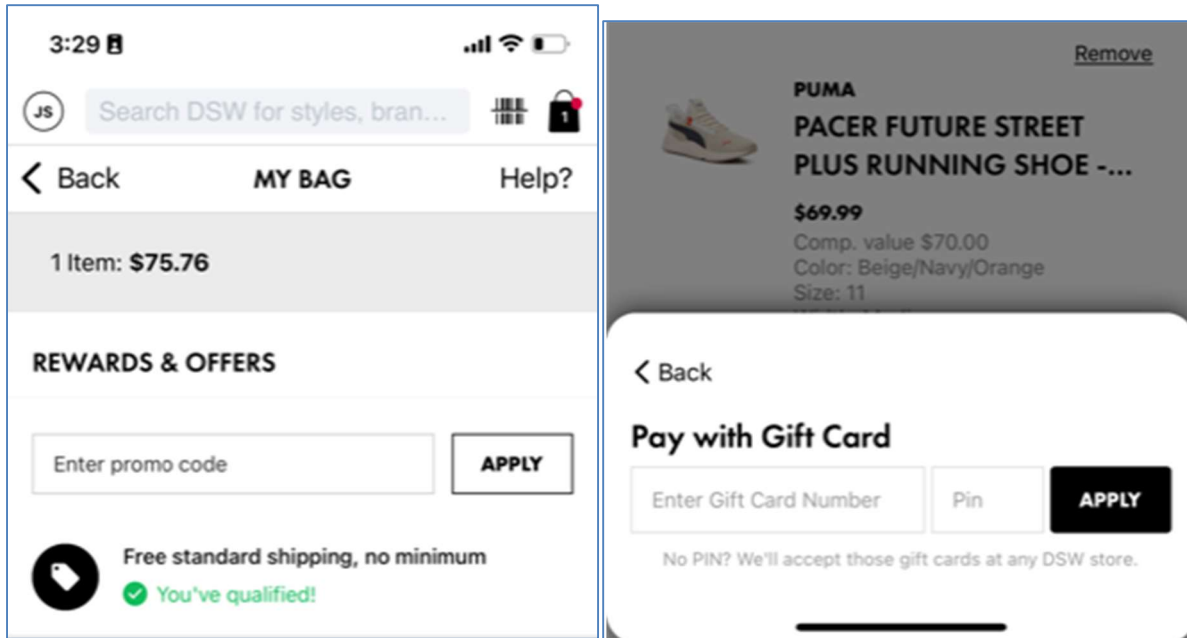 3:29
JS
Search DSW for styles, bran...
1
Back
MY BAG
Help?
1 Item: $75.76
REWARDS & OFFERS
Enter promo code
APPLY
Free standard shipping, no minimum
You've qualified!
Remove
PUMA
PACER FUTURE STREET
PLUS RUNNING SHOE -...
$69.99
Comp. value $70.00
Color: Beige/Navy/Orange
Size: 11
Back
Pay with Gift Card
Enter Gift Card Number
Pin
APPLY
No PIN? We'll accept those gift cards at any DSW store.